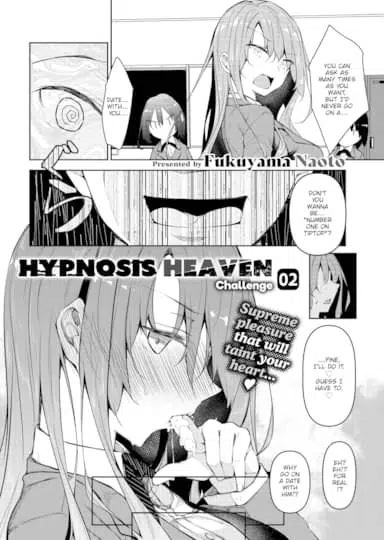 YOU CAN
ASK AS
MANY TIMES
AS YOU
WANT,
BUT I'D
NEVER GO
ON A...
DATE...
WITH...
YOU...
Presented by Fukuyama Naoto
DON'T
YOU
WANNA
BE...
"NUMBER
ONE ON
TIPTOP"?
HYPNOSIS HEAVEN
Challenge 02
Supreme
pleasure
that will
taint your
heart...
...FINE.
I'LL DO IT.
GUESS I
HAVE TO.
EH?
EH!? FOR
REAL!?
WHY
GO ON
A DATE
WITH
HIM!?